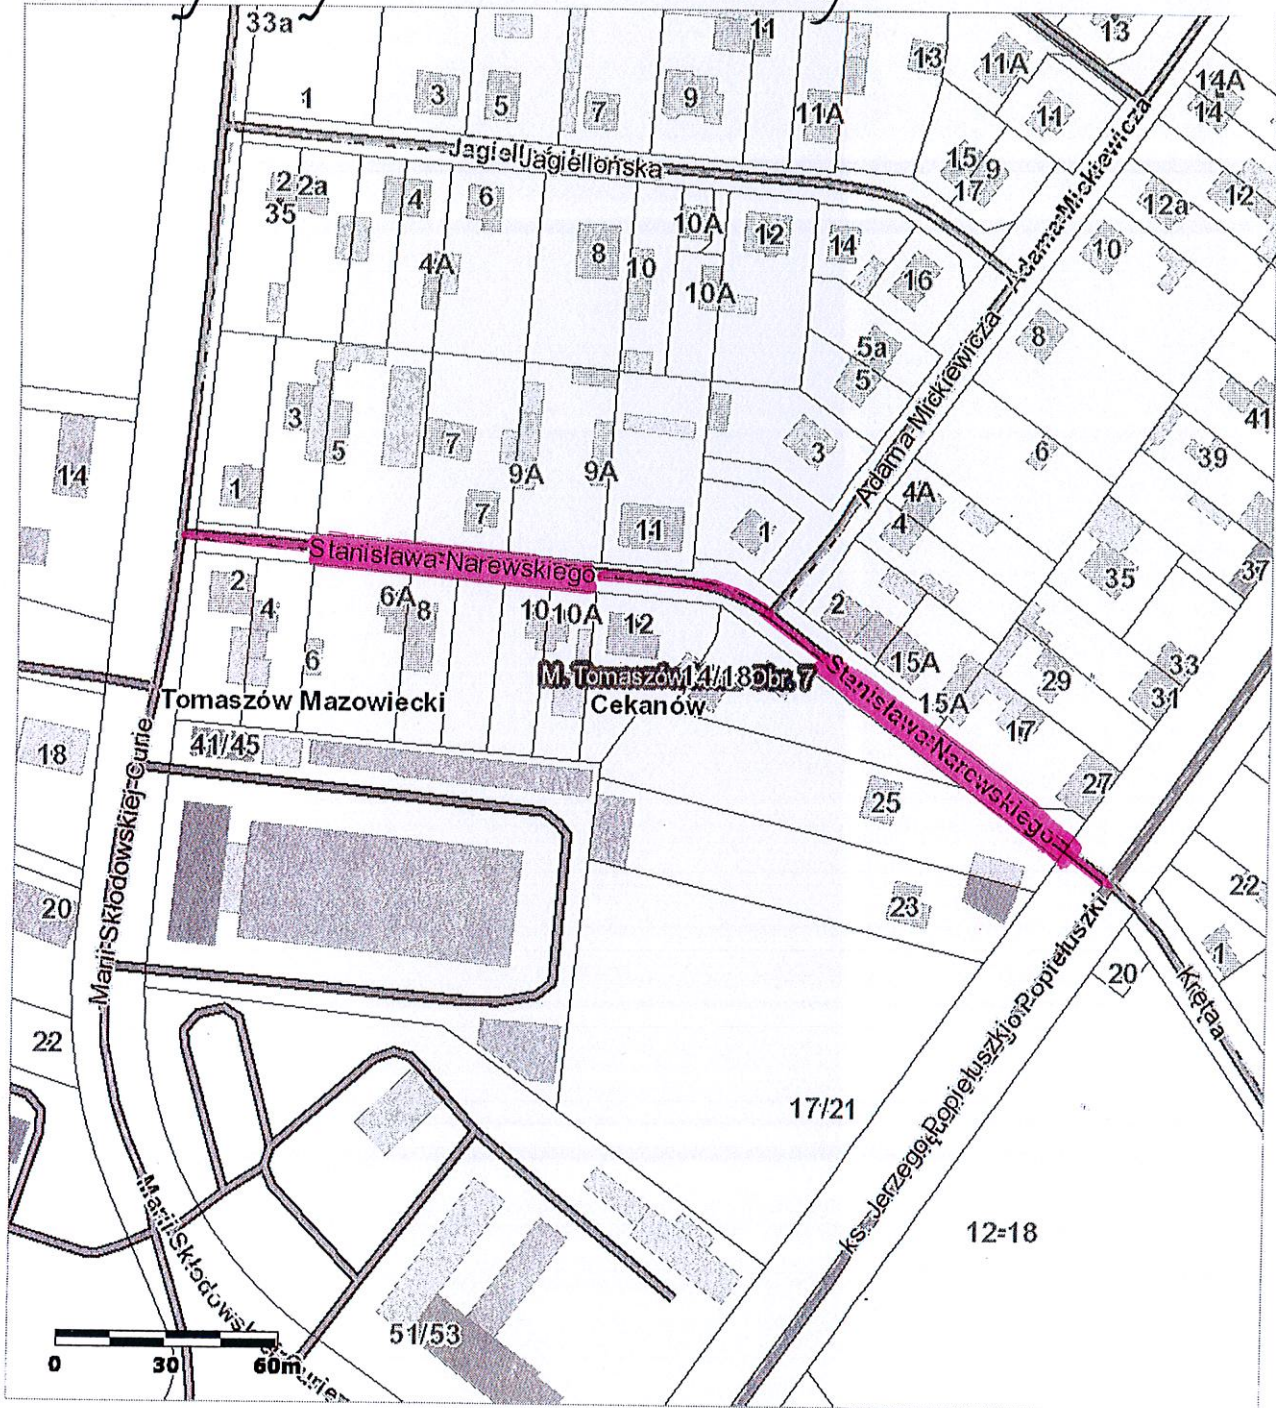 33a
11
13
13
11A
14A
14
1
3
5
7
9
11A
11
Jagiel Jagiellońska
15
9
17
12a
12
2
2a
35
4
6
8
10A
12
14
10
10
4A
10A
16
Adama Mickiewicza
Adama Mickiewicza
8
5a
5
41
3
5
7
9A
9A
3
6
39
14
1
7
11
1
4A
4
35
37
Stanisława Narewskiego
2
4
6A
8
10
10A
12
2
15A
15A
29
33
31
6
M. Tomaszów
14/18
Obr. 7
Tomaszów Mazowiecki
Cekanów
Stanisława Narewskiego
17
27
18
41/45
25
Marii Skłodowskiej-Curie
20
23
22
1
20
Kręta
22
ks. Jerzego Popiełuszki
17/21
12-18
Marii Skłodowskiej-Curie
51/53
0 30 60m